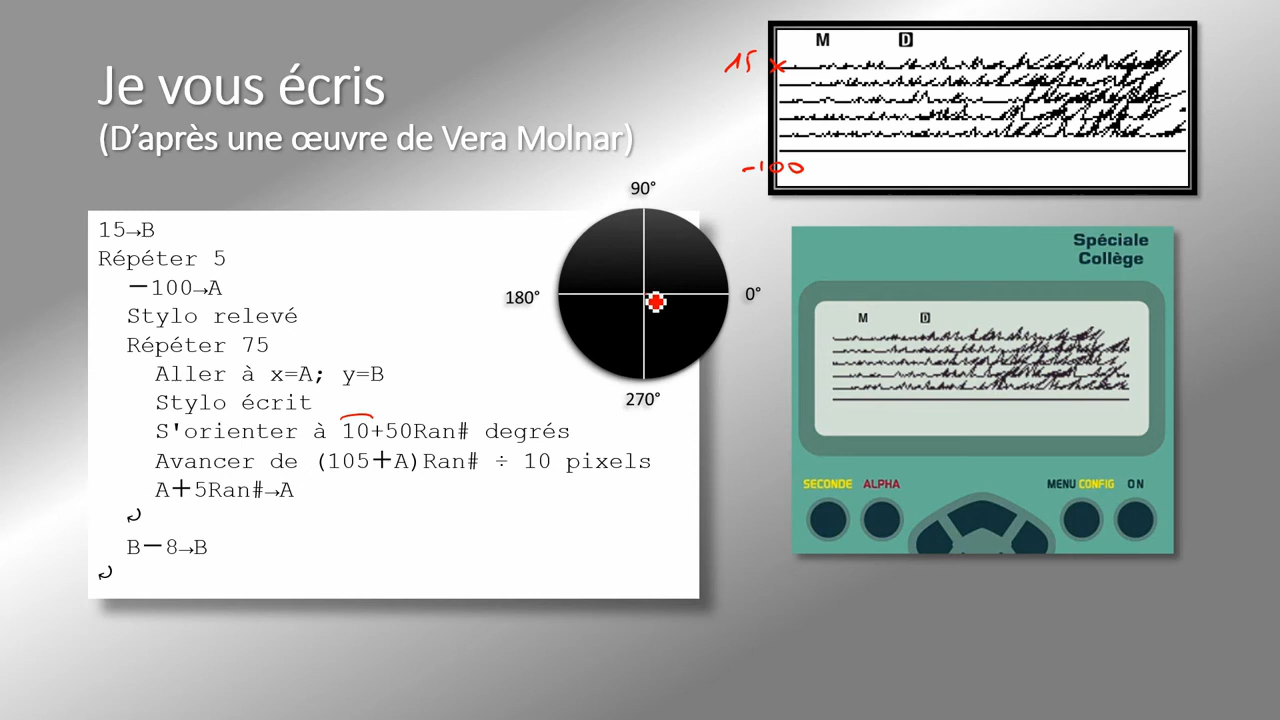 Je vous écris
(D'après une œuvre de Vera Molnar)
15→B
Répéter 5
−100→A
Stylo relevé
Répéter 75
Aller à x=A; y=B
Stylo écrit
S'orienter à 10+50Ran# degrés
Avancer de (105+A)Ran# ÷ 10 pixels
A+5Ran#→A
⤶
B−8→B
⤶
90°
180°
0°
270°
M D
15
-100
Spéciale
Collège
M D
SECONDE ALPHA MENU CONFIG ON